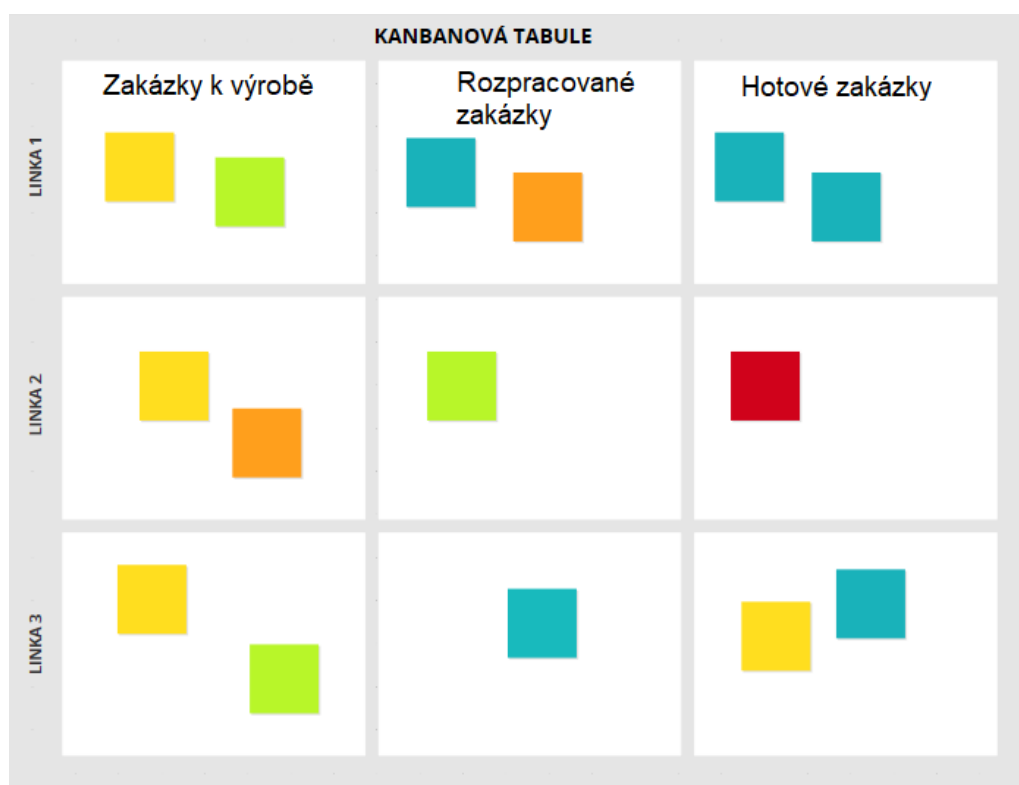 KANBANOVÁ TABULE
Zakázky k výrobě
Rozpracované
zakázky
Hotové zakázky
LINKA 1
LINKA 2
LINKA 3